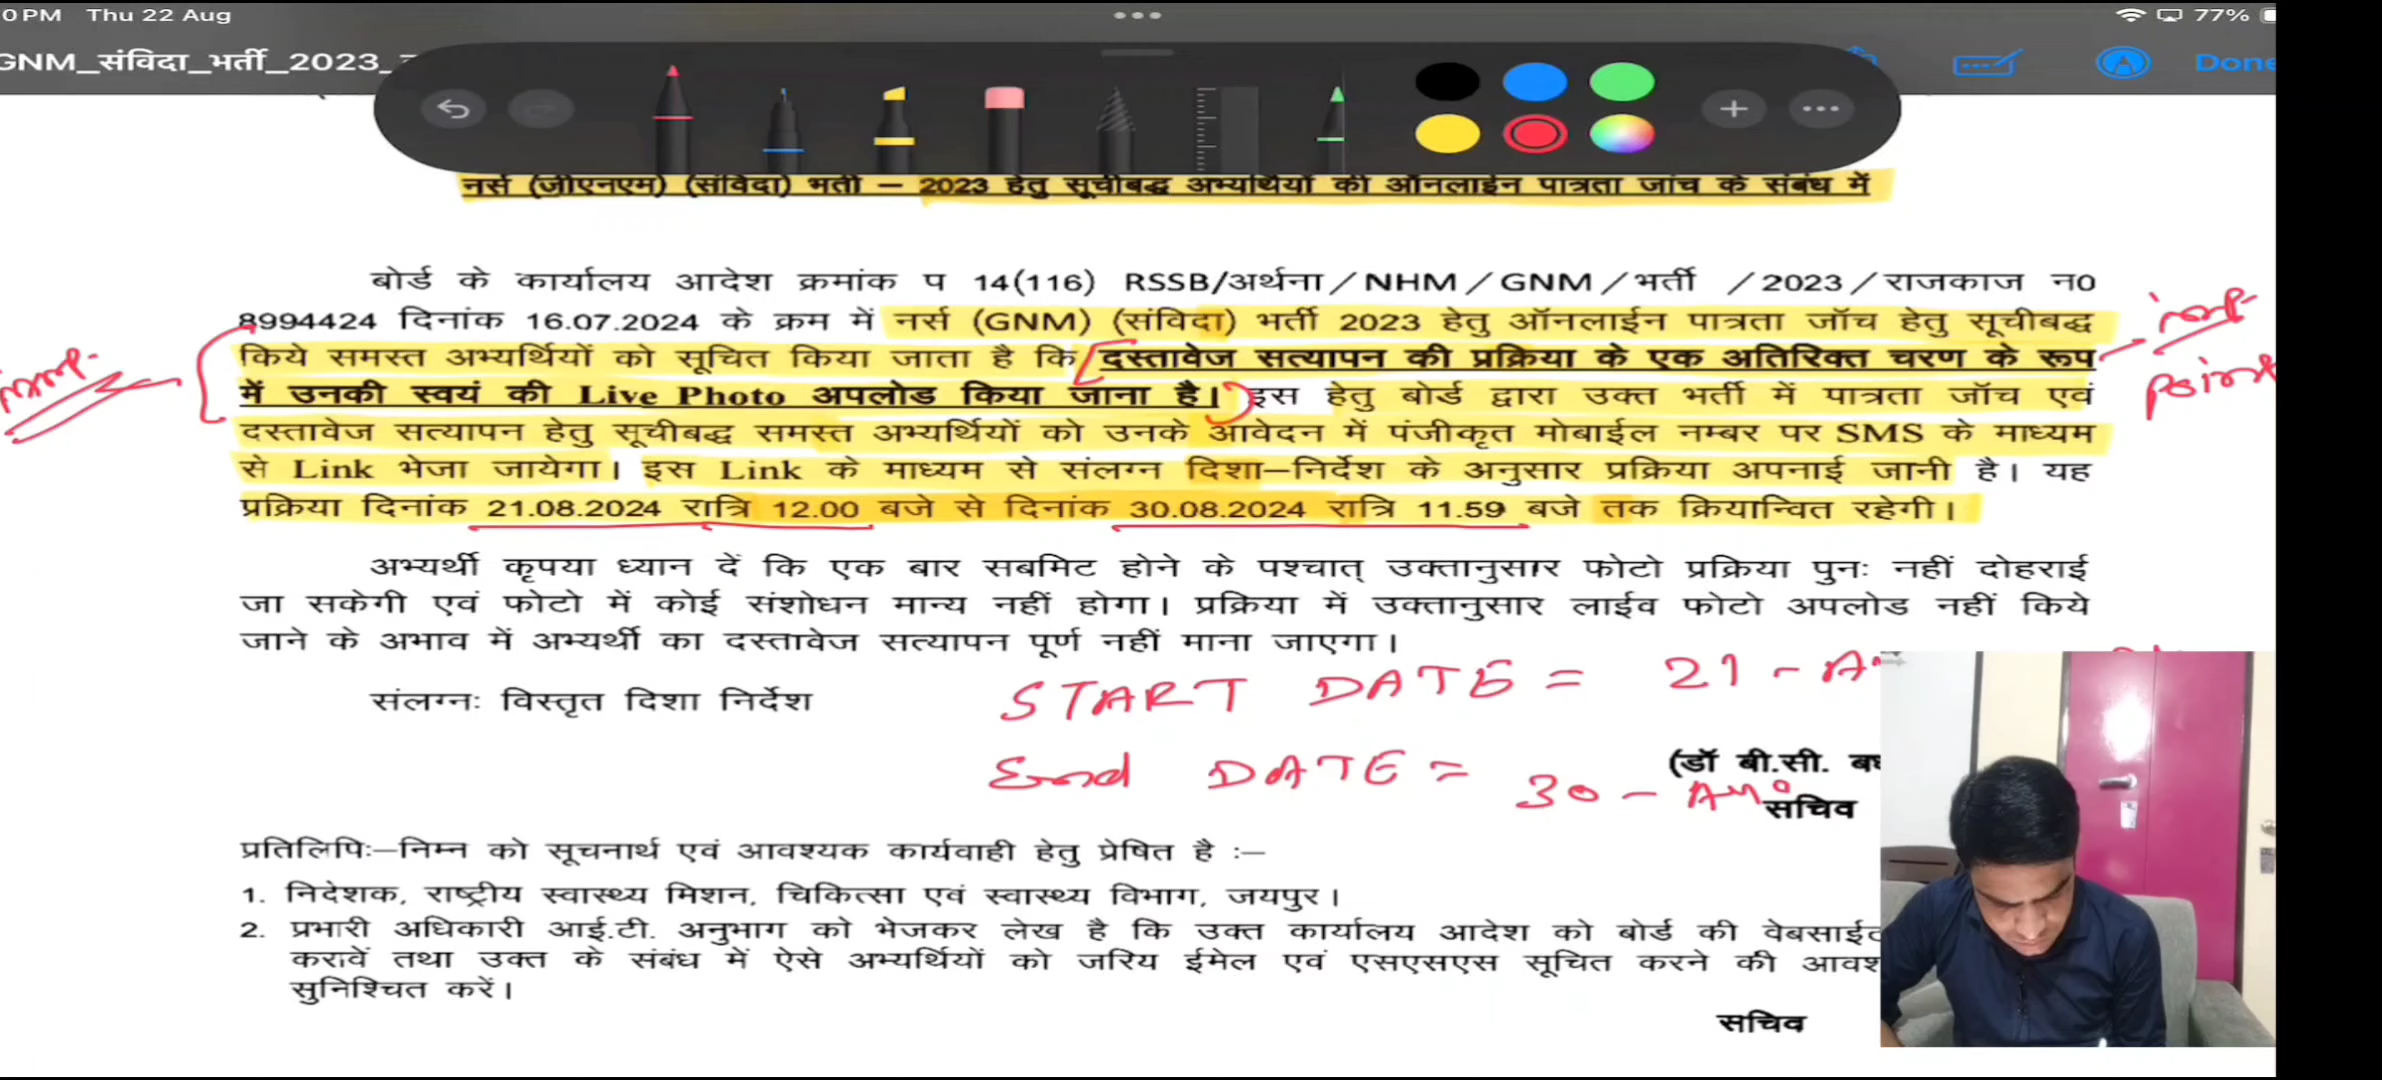 0 PM Thu 22 Aug
77%
GNM_संविदा_भर्ती_2023_
Done
नर्स (जीएनएम) (संविदा) भर्ती – 2023 हेतु सूचीबद्ध अभ्यर्थियों की ऑनलाईन पात्रता जांच के संबंध में
बोर्ड के कार्यालय आदेश क्रमांक प 14(116) RSSB/अर्थना/NHM/GNM/भर्ती /2023/राजकाज न0
8994424 दिनांक 16.07.2024 के क्रम में नर्स (GNM) (संविदा) भर्ती 2023 हेतु ऑनलाईन पात्रता जॉच हेतु सूचीबद्ध
किये समस्त अभ्यर्थियों को सूचित किया जाता है कि दस्तावेज सत्यापन की प्रक्रिया के एक अतिरिक्त चरण के रूप
में उनकी स्वयं की Live Photo अपलोड किया जाना है। इस हेतु बोर्ड द्वारा उक्त भर्ती में पात्रता जॉच एवं
दस्तावेज सत्यापन हेतु सूचीबद्ध समस्त अभ्यर्थियों को उनके आवेदन में पंजीकृत मोबाईल नम्बर पर SMS के माध्यम
से Link भेजा जायेगा। इस Link के माध्यम से संलग्न दिशा–निर्देश के अनुसार प्रक्रिया अपनाई जानी है। यह
प्रक्रिया दिनांक 21.08.2024 रात्रि 12.00 बजे से दिनांक 30.08.2024 रात्रि 11.59 बजे तक क्रियान्वित रहेगी।
imp.
imp.
point
अभ्यर्थी कृपया ध्यान दें कि एक बार सबमिट होने के पश्चात् उक्तानुसार फोटो प्रक्रिया पुनः नहीं दोहराई
जा सकेगी एवं फोटो में कोई संशोधन मान्य नहीं होगा। प्रक्रिया में उक्तानुसार लाईव फोटो अपलोड नहीं किये
जाने के अभाव में अभ्यर्थी का दस्तावेज सत्यापन पूर्ण नहीं माना जाएगा।
START DATE = 21 -
संलग्नः विस्तृत दिशा निर्देश
End DATE = 30 -
(डॉ बी.सी.
सचिव
प्रतिलिपिः–निम्न को सूचनार्थ एवं आवश्यक कार्यवाही हेतु प्रेषित है :–
1. निदेशक, राष्ट्रीय स्वास्थ्य मिशन, चिकित्सा एवं स्वास्थ्य विभाग, जयपुर।
2. प्रभारी अधिकारी आई.टी. अनुभाग को भेजकर लेख है कि उक्त कार्यालय आदेश को बोर्ड की
करावें तथा उक्त के संबंध में ऐसे अभ्यर्थियों को जरिय ईमेल एवं एसएसएस सूचित करने की
सुनिश्चित करें।
सचिव